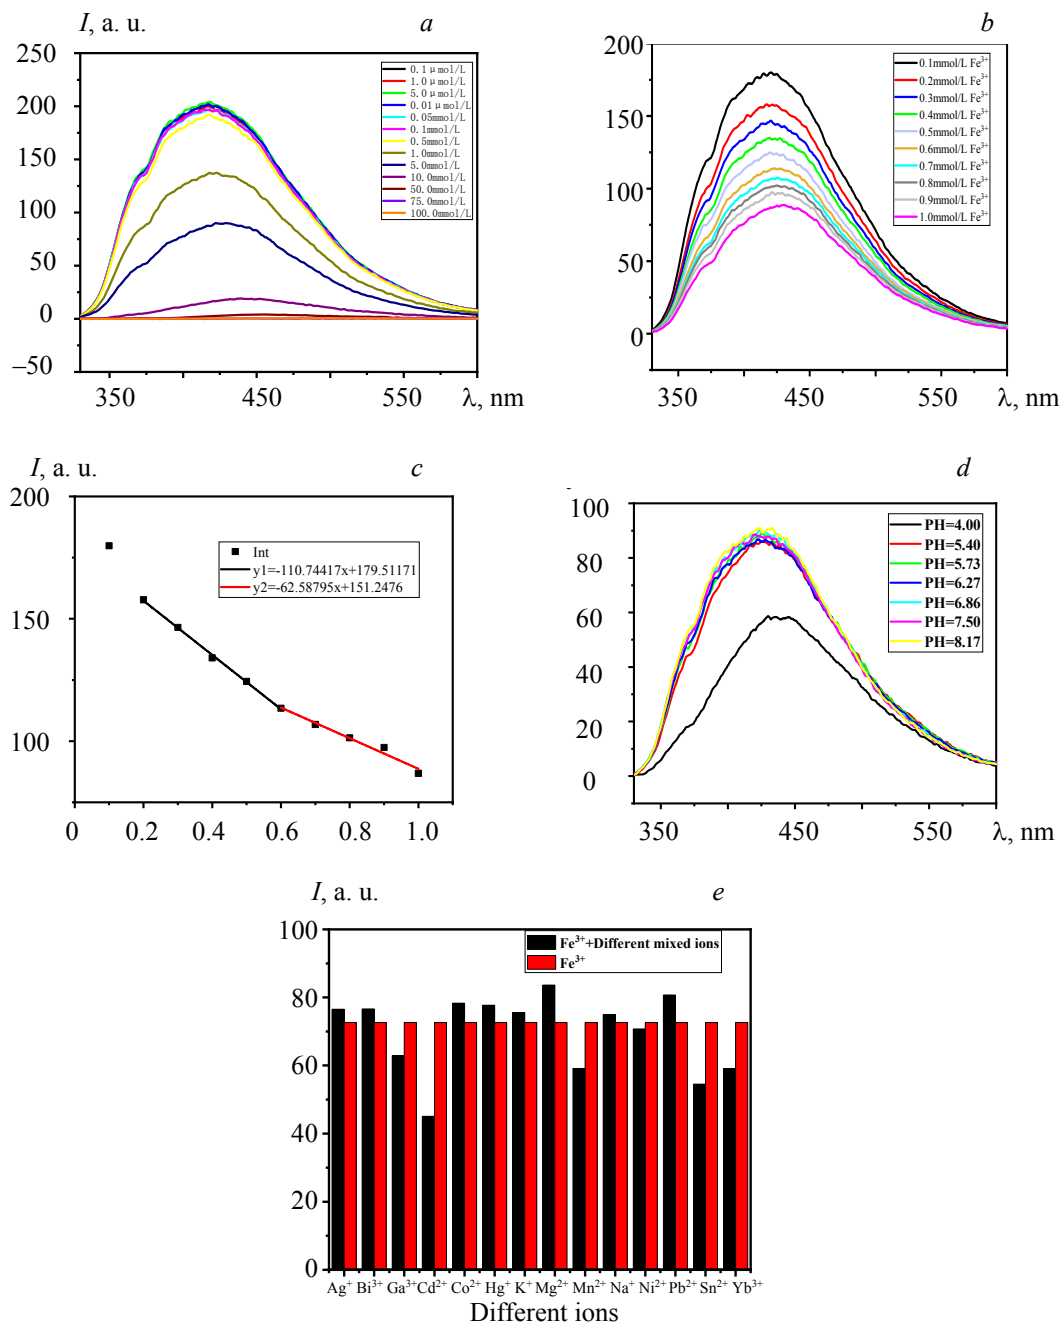 I, a. u.
a
250
200
150
100
50
0
–50
350
450
550
λ, nm
0.1μmol/L
1.0μmol/L
5.0μmol/L
0.01μmol/L
0.05mmol/L
0.1mmol/L
0.5mmol/L
1.0mmol/L
5.0mmol/L
10.0mmol/L
50.0mmol/L
75.0mmol/L
100.0mmol/L
b
200
150
100
50
0
350
450
550
λ, nm
0.1mmol/L Fe³⁺
0.2mmol/L Fe³⁺
0.3mmol/L Fe³⁺
0.4mmol/L Fe³⁺
0.5mmol/L Fe³⁺
0.6mmol/L Fe³⁺
0.7mmol/L Fe³⁺
0.8mmol/L Fe³⁺
0.9mmol/L Fe³⁺
1.0mmol/L Fe³⁺
I, a. u.
c
200
150
100
0
0.2
0.4
0.6
0.8
1.0
Int
y1=-110.74417x+179.51171
y2=-62.58795x+151.2476
d
100
80
60
40
20
0
350
450
550
λ, nm
PH=4.00
PH=5.40
PH=5.73
PH=6.27
PH=6.86
PH=7.50
PH=8.17
I, a. u.
e
100
80
60
40
20
0
Fe³⁺+Different mixed ions
Fe³⁺
Ag⁺ Bi³⁺ Ga³⁺ Cd²⁺ Co²⁺ Hg⁺ K⁺ Mg²⁺ Mn²⁺ Na⁺ Ni²⁺ Pb²⁺ Sn²⁺ Yb³⁺
Different ions